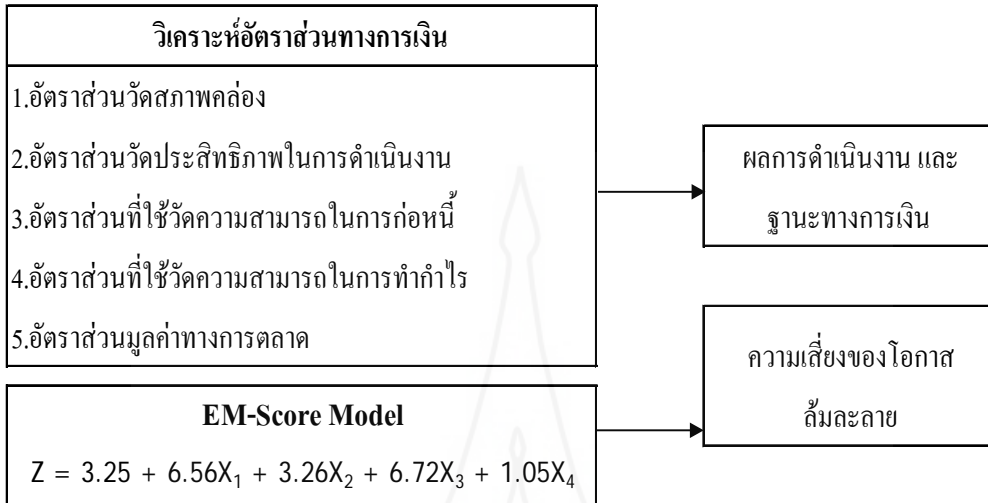 วิเคราะห์อัตราส่วนทางการเงิน
1.อัตราส่วนวัดสภาพคล่อง
2.อัตราส่วนวัดประสิทธิภาพในการดำเนินงาน
3.อัตราส่วนที่ใช้วัดความสามารถในการก่อหนี้
4.อัตราส่วนที่ใช้วัดความสามารถในการทำกำไร
5.อัตราส่วนมูลค่าทางการตลาด
ผลการดำเนินงาน และ
ฐานะทางการเงิน
EM-Score Model
Z = 3.25 + 6.56X₁ + 3.26X₂ + 6.72X₃ + 1.05X₄
ความเสี่ยงของโอกาส
ล้มละลาย